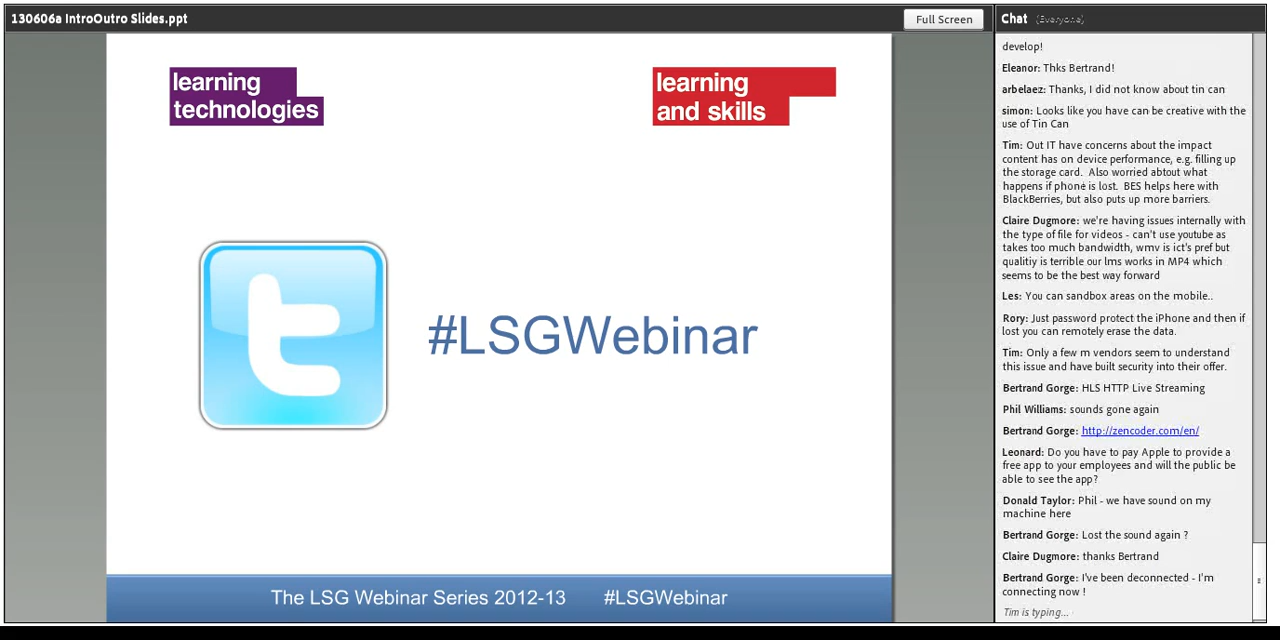 130606a IntroOutro Slides.ppt
Full Screen
learning
technologies
learning
and skills
t
#LSGWebinar
The LSG Webinar Series 2012-13 #LSGWebinar
Chat (Everyone)
develop!
Eleanor: Thks Bertrand!
arbelaez: Thanks, I did not know about tin can
simon: Looks like you have can be creative with the
use of Tin Can
Tim: Out IT have concerns about the impact
content has on device performance, e.g. filling up
the storage card. Also worried abtout what
happens if phone is lost. BES helps here with
BlackBerries, but also puts up more barriers.
Claire Dugmore: we're having issues internally with
the type of file for videos - can't use youtube as
takes too much bandwidth, wmv is ict's pref but
qualitiy is terrible our lms works in MP4 which
seems to be the best way forward
Les: You can sandbox areas on the mobile..
Rory: Just password protect the iPhone and then if
lost you can remotely erase the data.
Tim: Only a few m vendors seem to understand
this issue and have built security into their offer.
Bertrand Gorge: HLS HTTP Live Streaming
Phil Williams: sounds gone again
Bertrand Gorge: http://zencoder.com/en/
Leonard: Do you have to pay Apple to provide a
free app to your employees and will the public be
able to see the app?
Donald Taylor: Phil - we have sound on my
machine here
Bertrand Gorge: Lost the sound again ?
Claire Dugmore: thanks Bertrand
Bertrand Gorge: I've been deconnected - I'm
connecting now !
Tim is typing...